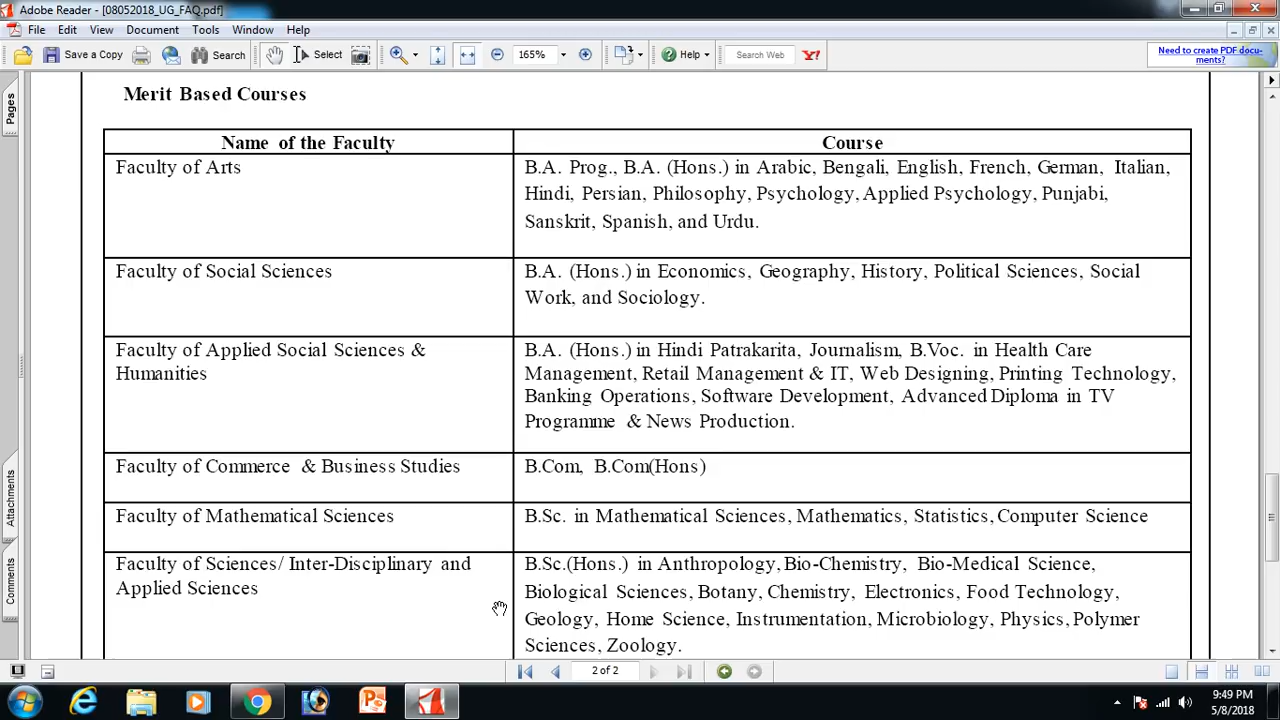 Adobe Reader - [08052018_UG_FAQ.pdf]
File Edit View Document Tools Window Help
Save a Copy Search Select 165% Help Search Web Y! Need to create PDF docu-
ments?
Pages
Attachments
Comments
Merit Based Courses
Name of the Faculty Course
Faculty of Arts B.A. Prog., B.A. (Hons.) in Arabic, Bengali, English, French, German, Italian,
Hindi, Persian, Philosophy, Psychology, Applied Psychology, Punjabi,
Sanskrit, Spanish, and Urdu.
Faculty of Social Sciences B.A. (Hons.) in Economics, Geography, History, Political Sciences, Social
Work, and Sociology.
Faculty of Applied Social Sciences & B.A. (Hons.) in Hindi Patrakarita, Journalism, B.Voc. in Health Care
Humanities Management, Retail Management & IT, Web Designing, Printing Technology,
Banking Operations, Software Development, Advanced Diploma in TV
Programme & News Production.
Faculty of Commerce & Business Studies B.Com, B.Com(Hons)
Faculty of Mathematical Sciences B.Sc. in Mathematical Sciences, Mathematics, Statistics, Computer Science
Faculty of Sciences/ Inter-Disciplinary and B.Sc.(Hons.) in Anthropology, Bio-Chemistry, Bio-Medical Science,
Applied Sciences Biological Sciences, Botany, Chemistry, Electronics, Food Technology,
Geology, Home Science, Instrumentation, Microbiology, Physics, Polymer
Sciences, Zoology.
2 of 2
9:49 PM
5/8/2018